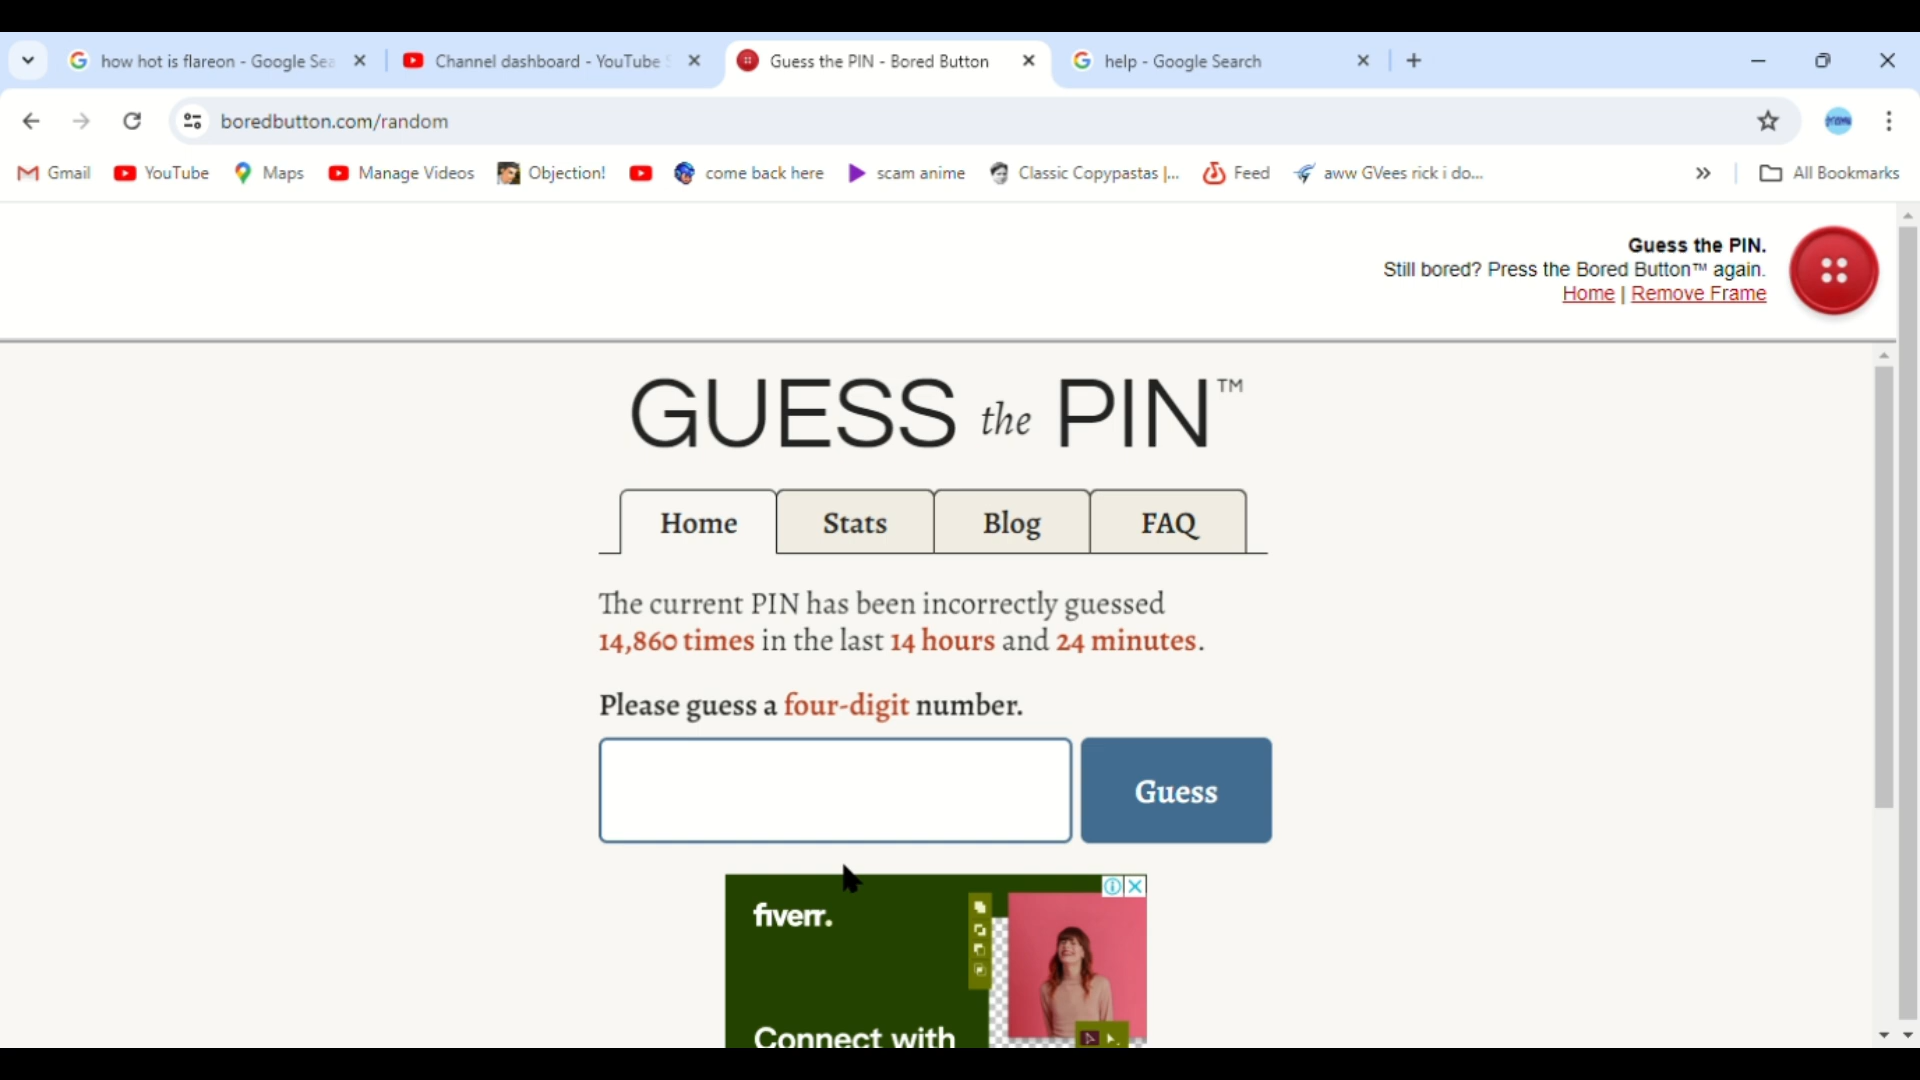 how hot is flareon - Google Sea
Channel dashboard - YouTube S
Guess the PIN - Bored Button
help - Google Search
boredbutton.com/random
Gmail
YouTube
Maps
Manage Videos
Objection!
come back here
scam anime
Classic Copypastas |...
Feed
aww GVees rick i do...
All Bookmarks
Guess the PIN.
Still bored? Press the Bored Button™ again.
Home | Remove Frame
GUESS the PIN™
Home
Stats
Blog
FAQ
The current PIN has been incorrectly guessed
14,860 times in the last 14 hours and 24 minutes.
Please guess a four-digit number.
Guess
fiverr.
Connect with